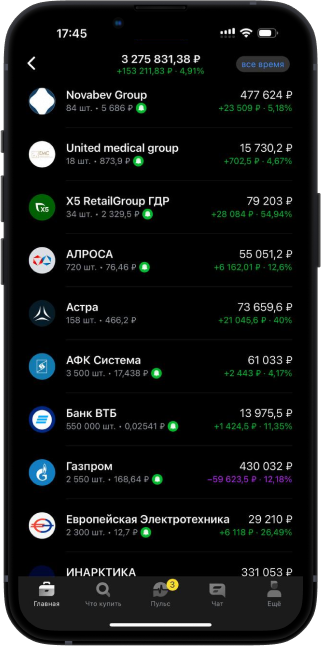 17:45
3 275 831,38 ₽
+153 211,83 ₽ · 4,91%
все время
Novabev Group
477 624 ₽
84 шт. • 5 686 ₽
+23 509 ₽ · 5,18%
United medical group
15 730,2 ₽
18 шт. • 873,9 ₽
+702,5 ₽ · 4,67%
X5
X5 RetailGroup ГДР
79 203 ₽
34 шт. • 2 329,5 ₽
+28 084 ₽ · 54,94%
АЛРОСА
55 051,2 ₽
720 шт. • 76,46 ₽
+6 162,01 ₽ · 12,6%
Астра
73 659,6 ₽
158 шт. • 466,2 ₽
+21 045,6 ₽ · 40%
АФК Система
61 033 ₽
3 500 шт. • 17,438 ₽
+2 443 ₽ · 4,17%
Банк ВТБ
13 975,5 ₽
550 000 шт. • 0,02541 ₽
+1 424,5 ₽ · 11,35%
Газпром
430 032 ₽
2 550 шт. • 168,64 ₽
−59 623,5 ₽ · 12,18%
Европейская Электротехника
29 210 ₽
2 300 шт. • 12,7 ₽
+6 118 ₽ · 26,49%
ИНАРКТИКА
331 053 ₽
3
Главная
Что купить
Пульс
Чат
Ещё